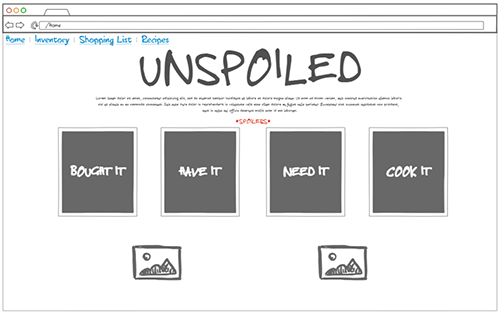 /Home
Home | Inventory | Shopping List | Recipes
UNSPOILED
Lorem ipsum dolor sit amet, consectetur adipiscing elit, sed do eiusmod tempor incididunt ut labore et dolore magna aliqua. Ut enim ad minim veniam, quis nostrud exercitation ullamco laboris
nisi ut aliquip ex ea commodo consequat. Duis aute irure dolor in reprehenderit in voluptate velit esse cillum dolore eu fugiat nulla pariatur. Excepteur sint occaecat cupidatat non proident,
sunt in culpa qui officia deserunt mollit anim id est laborum.
*SPOILERS*
BOUGHT IT
HAVE IT
NEED IT
COOK IT